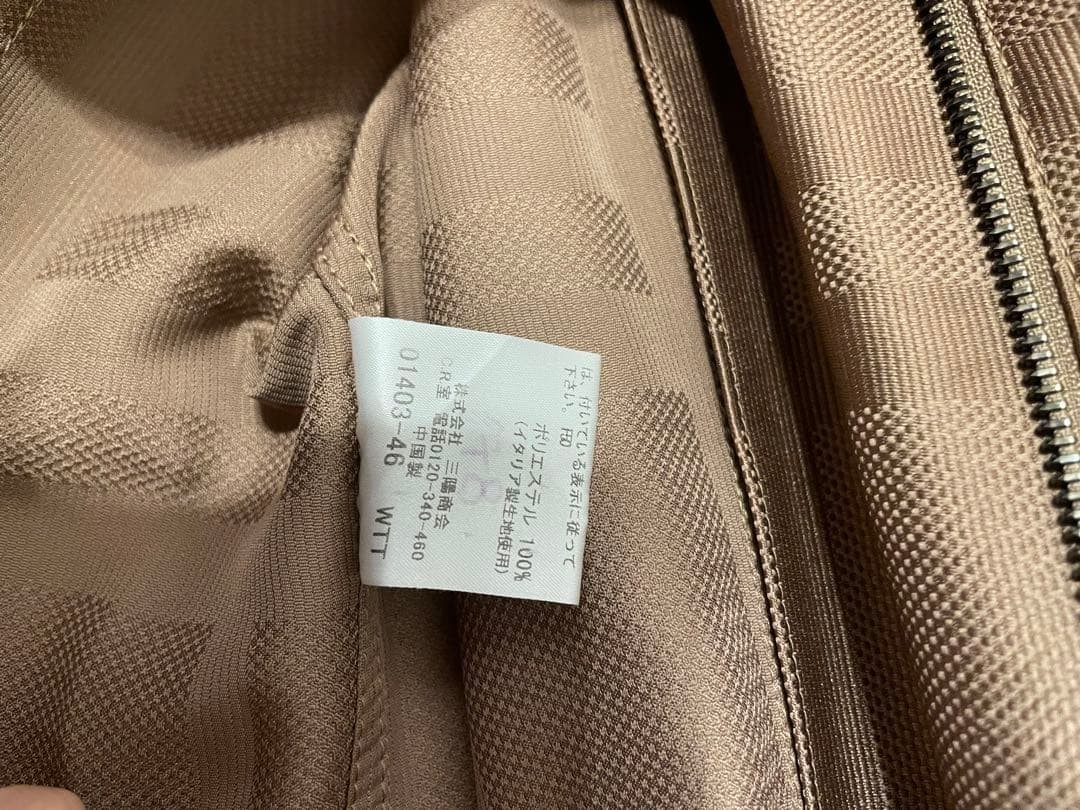 は、付いている表示に従って
下さい。 FB0
ポリエステル 100%
(イタリア製生地使用)
株式会社 三陽商会
C.R室 電話0120-340-460
中国製
01403-46 WTT